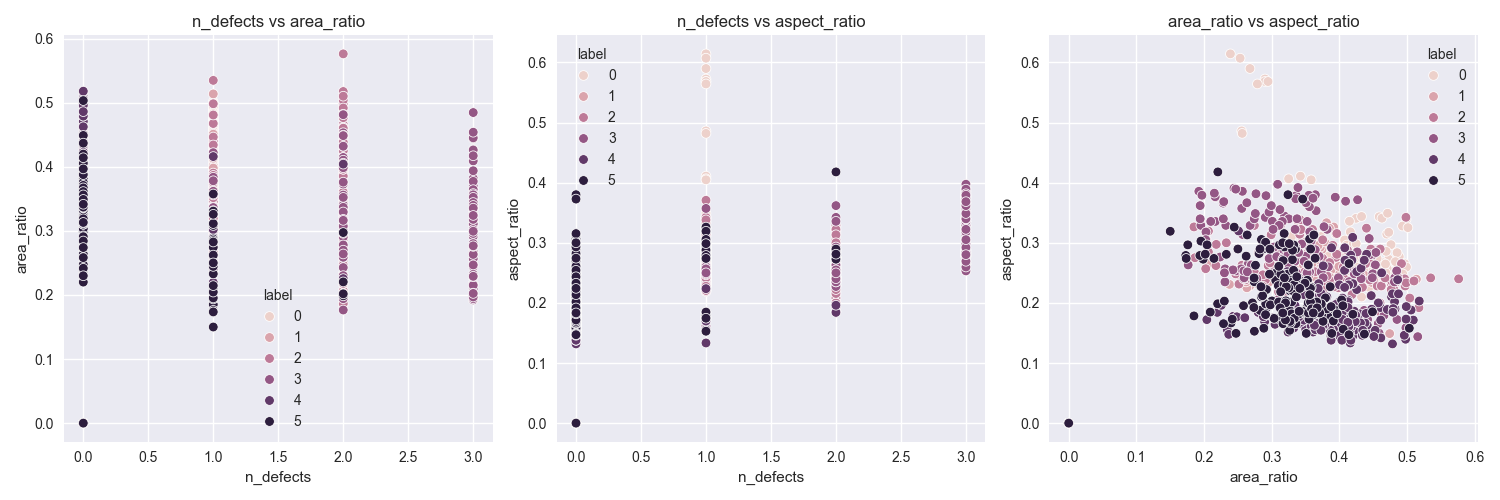 n_defects vs area_ratio
0.6
0.5
0.4
0.3
0.2
0.1
0.0
area_ratio
label
0
1
2
3
4
5
0.0 0.5 1.0 1.5 2.0 2.5 3.0
n_defects
n_defects vs aspect_ratio
label
0
1
2
3
4
5
0.6
0.5
0.4
0.3
0.2
0.1
0.0
aspect_ratio
0.0 0.5 1.0 1.5 2.0 2.5 3.0
n_defects
area_ratio vs aspect_ratio
label
0
1
2
3
4
5
0.6
0.5
0.4
0.3
0.2
0.1
0.0
aspect_ratio
0.0 0.1 0.2 0.3 0.4 0.5 0.6
area_ratio